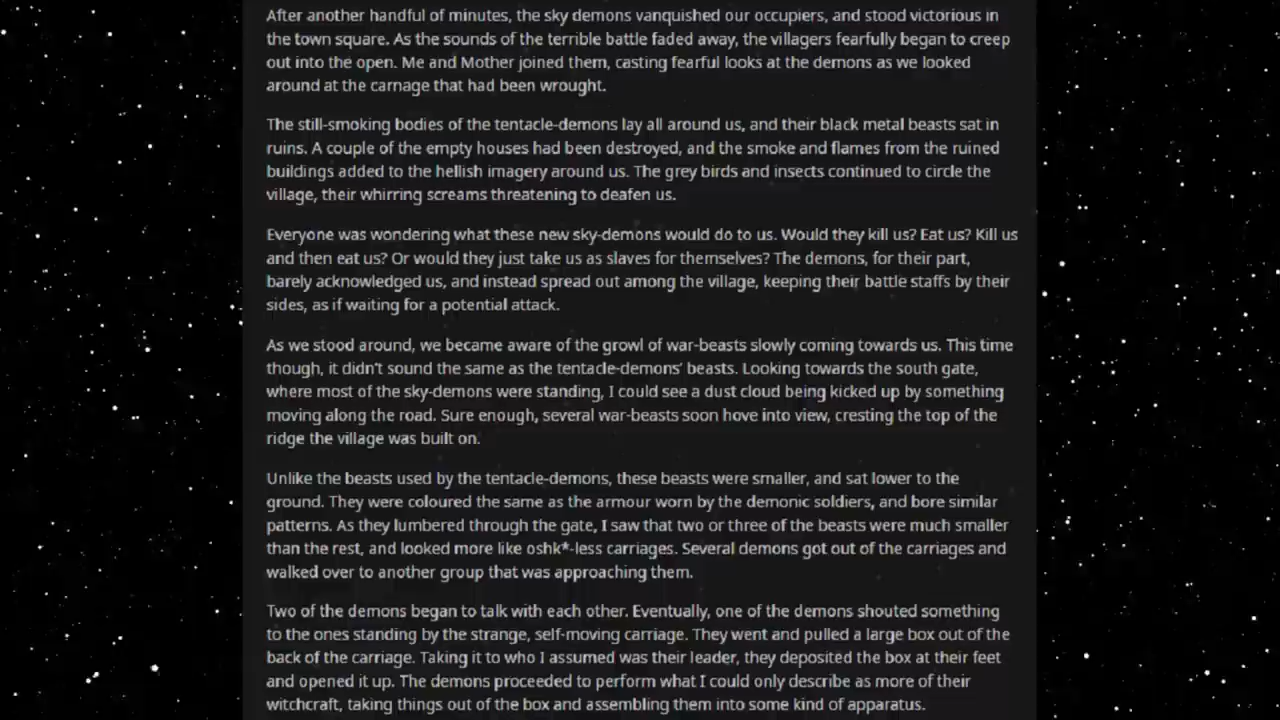 After another handful of minutes, the sky demons vanquished our occupiers, and stood victorious in
the town square. As the sounds of the terrible battle faded away, the villagers fearfully began to creep
out into the open. Me and Mother joined them, casting fearful looks at the demons as we looked
around at the carnage that had been wrought.
The still-smoking bodies of the tentacle-demons lay all around us, and their black metal beasts sat in
ruins. A couple of the empty houses had been destroyed, and the smoke and flames from the ruined
buildings added to the hellish imagery around us. The grey birds and insects continued to circle the
village, their whirring screams threatening to deafen us.
Everyone was wondering what these new sky-demons would do to us. Would they kill us? Eat us? Kill us
and then eat us? Or would they just take us as slaves for themselves? The demons, for their part,
barely acknowledged us, and instead spread out among the village, keeping their battle staffs by their
sides, as if waiting for a potential attack.
As we stood around, we became aware of the growl of war-beasts slowly coming towards us. This time
though, it didn't sound the same as the tentacle-demons' beasts. Looking towards the south gate,
where most of the sky-demons were standing, I could see a dust cloud being kicked up by something
moving along the road. Sure enough, several war-beasts soon hove into view, cresting the top of the
ridge the village was built on.
Unlike the beasts used by the tentacle-demons, these beasts were smaller, and sat lower to the
ground. They were coloured the same as the armour worn by the demonic soldiers, and bore similar
patterns. As they lumbered through the gate, I saw that two or three of the beasts were much smaller
than the rest, and looked more like oshk*-less carriages. Several demons got out of the carriages and
walked over to another group that was approaching them.
Two of the demons began to talk with each other. Eventually, one of the demons shouted something
to the ones standing by the strange, self-moving carriage. They went and pulled a large box out of the
back of the carriage. Taking it to who I assumed was their leader, they deposited the box at their feet
and opened it up. The demons proceeded to perform what I could only describe as more of their
witchcraft, taking things out of the box and assembling them into some kind of apparatus.